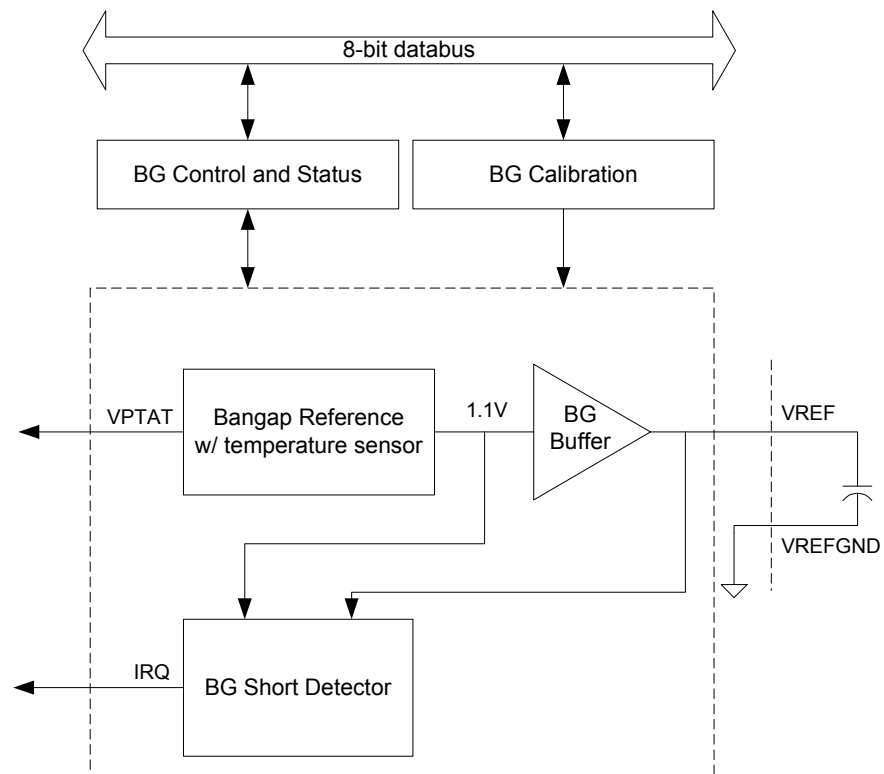 8-bit databus
BG Control and Status
BG Calibration
VPTAT
Bangap Reference
w/ temperature sensor
1.1V
BG
Buffer
VREF
VREFGND
IRQ
BG Short Detector